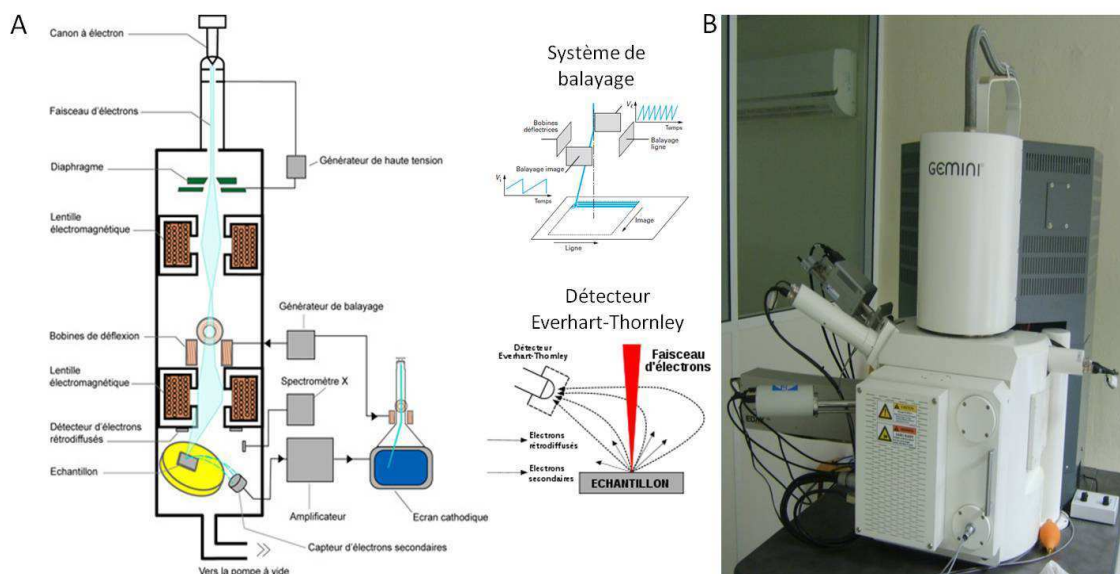 A
Canon à électron
Faisceau d'électrons
Diaphragme
Générateur de haute tension
Lentille
électromagnétique
Générateur de balayage
Bobines de déflexion
Spectromètre X
Lentille
électromagnétique
Détecteur d'électrons
rétrodiffusés
Echantillon
Amplificateur
Ecran cathodique
Capteur d'électrons secondaires
Vers la pompe à vide
Système de
balayage
Bobines
déflectrices
Temps
Balayage
ligne
Balayage image
Temps
Image
Ligne
Détecteur
Everhart-Thornley
Détecteur
Everhart-Thornley
Faisceau
d'électrons
Electrons
rétrodiffusés
Electrons
secondaires
ECHANTILLON
B
GEMINI